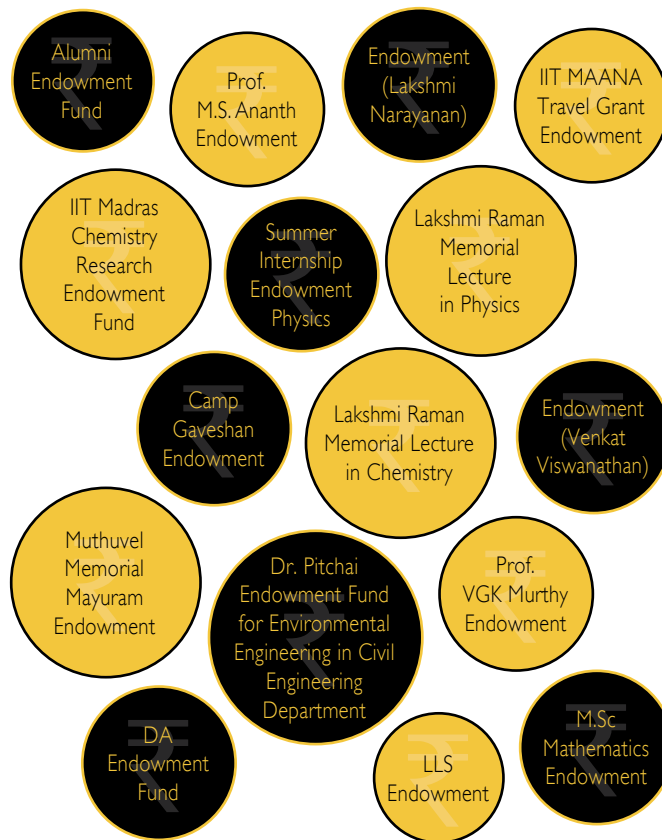 Alumni
Endowment
Fund
Prof.
M.S. Ananth
Endowment
Endowment
(Lakshmi
Narayanan)
IIT MAANA
Travel Grant
Endowment
IIT Madras
Chemistry
Research
Endowment
Fund
Summer
Internship
Endowment
Physics
Lakshmi Raman
Memorial
Lecture
in Physics
Camp
Gaveshan
Endowment
Lakshmi Raman
Memorial Lecture
in Chemistry
Endowment
(Venkat
Viswanathan)
Muthuvel
Memorial
Mayuram
Endowment
Dr. Pitchai
Endowment Fund
for Environmental
Engineering in Civil
Engineering
Department
Prof.
VGK Murthy
Endowment
DA
Endowment
Fund
LLS
Endowment
M.Sc
Mathematics
Endowment